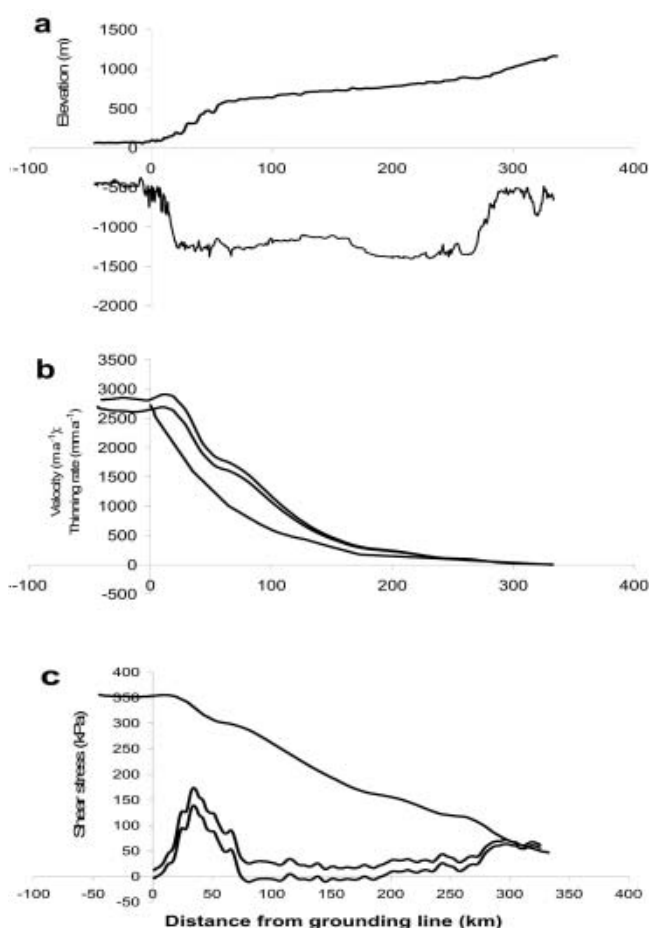 a
Elevation (m)
1500
1000
500
0
-500
-1000
-1500
-2000
-100 0 100 200 300 400
b
Velocity (m a-1);
Thinning rate (mm a-1)
3500
3000
2500
2000
1500
1000
500
0
-500
-100 0 100 200 300 400
c
Shear stress (kPa)
400
350
300
250
200
150
100
50
0
-50
-100 -50 0 50 100 150 200 250 300 350 400
Distance from grounding line (km)